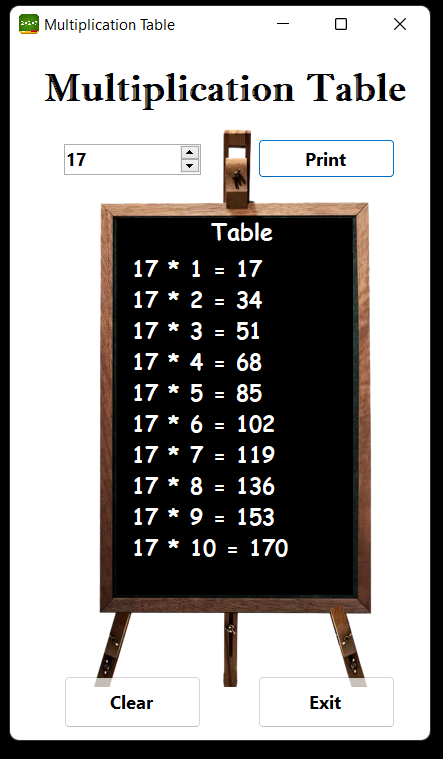 Multiplication Table
Multiplication Table
17
Print
Table
17 * 1 = 17
17 * 2 = 34
17 * 3 = 51
17 * 4 = 68
17 * 5 = 85
17 * 6 = 102
17 * 7 = 119
17 * 8 = 136
17 * 9 = 153
17 * 10 = 170
Clear
Exit